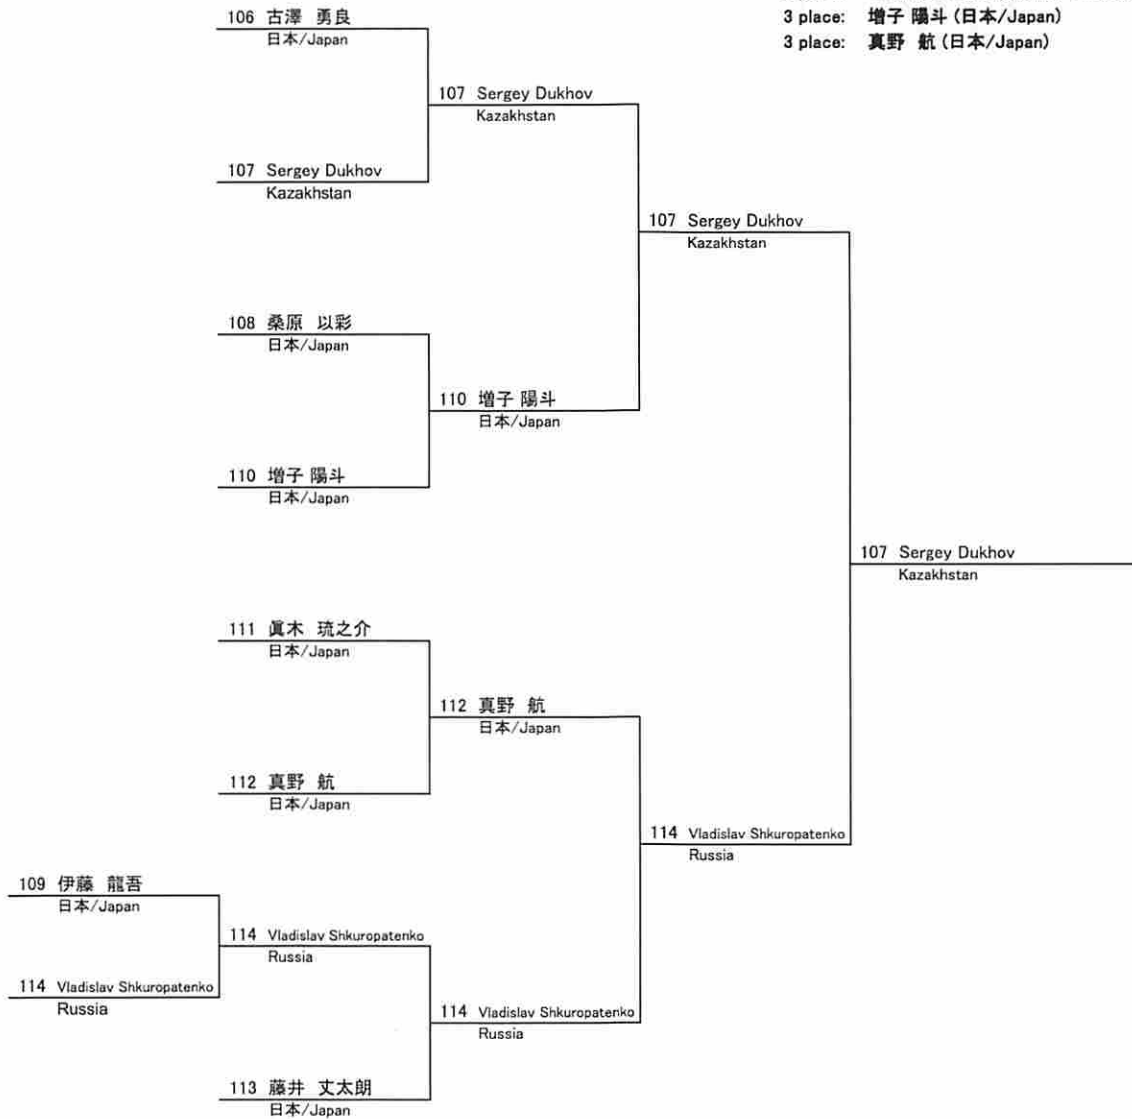 106 古澤 勇良
日本/Japan
3 place: 増子 陽斗 (日本/Japan)
3 place: 真野 航 (日本/Japan)
107 Sergey Dukhov
Kazakhstan
107 Sergey Dukhov
Kazakhstan
107 Sergey Dukhov
Kazakhstan
108 桑原 以彩
日本/Japan
110 増子 陽斗
日本/Japan
110 増子 陽斗
日本/Japan
107 Sergey Dukhov
Kazakhstan
111 眞木 琉之介
日本/Japan
112 真野 航
日本/Japan
112 真野 航
日本/Japan
114 Vladislav Shkuropatenko
Russia
109 伊藤 龍吾
日本/Japan
114 Vladislav Shkuropatenko
Russia
114 Vladislav Shkuropatenko
Russia
114 Vladislav Shkuropatenko
Russia
113 藤井 丈太朗
日本/Japan